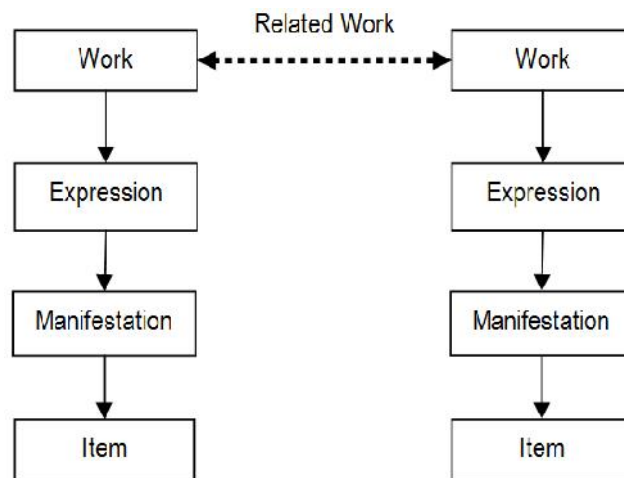 Related Work
Work
Work
Expression
Expression
Manifestation
Manifestation
Item
Item